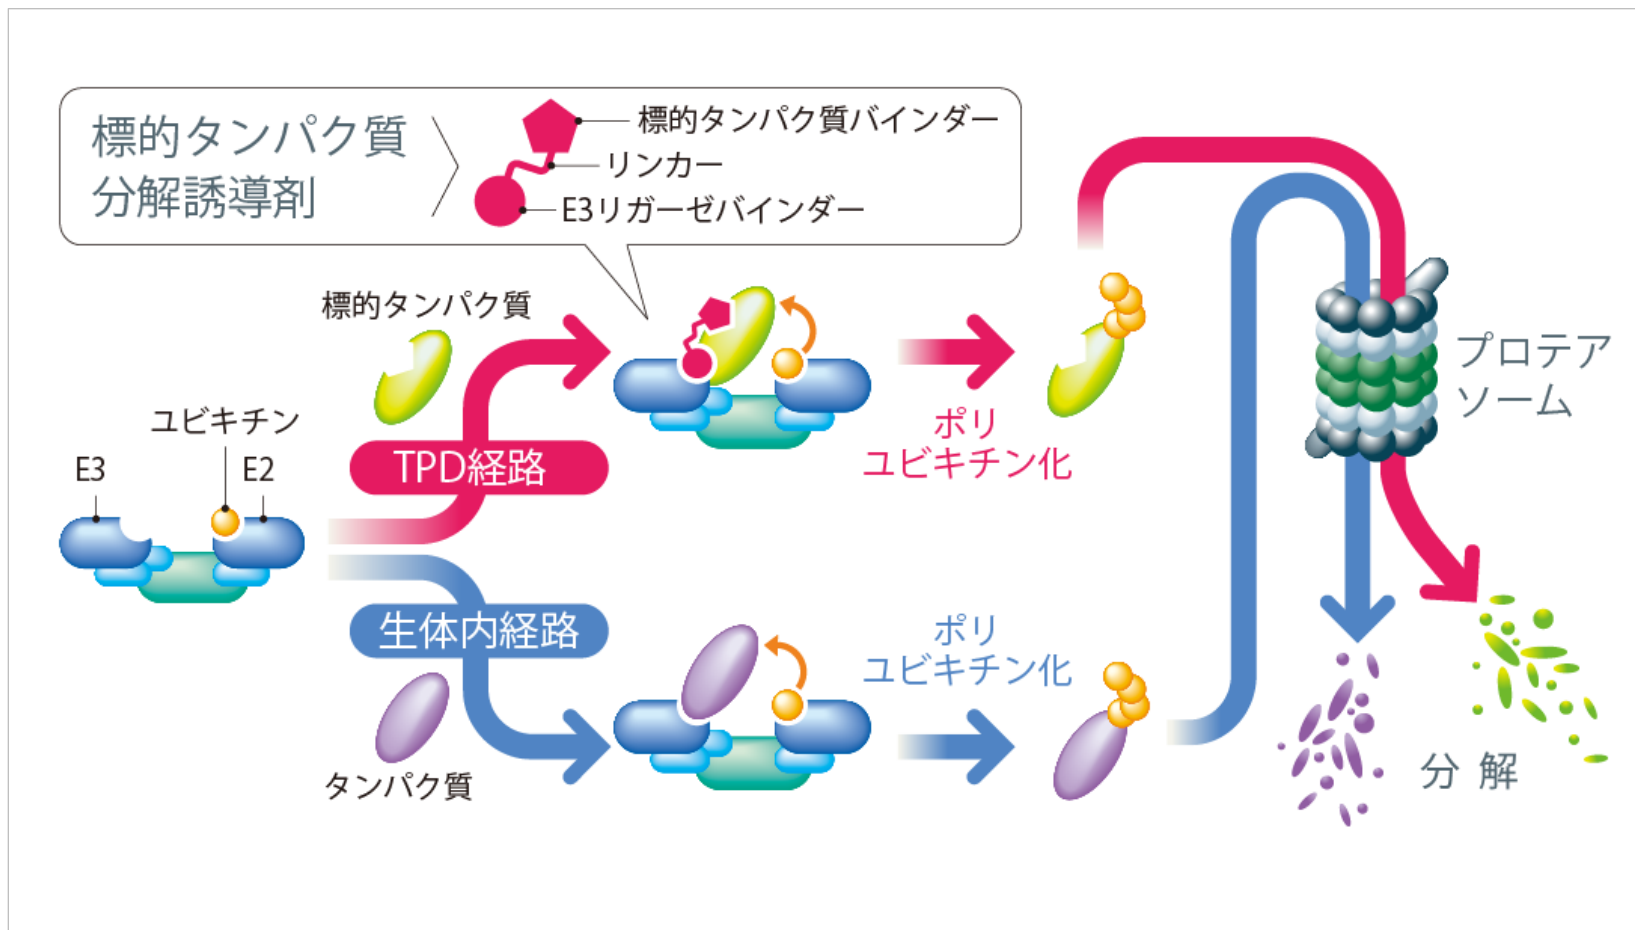 標的タンパク質
分解誘導剤
標的タンパク質バインダー
リンカー
E3リガーゼバインダー
標的タンパク質
ユビキチン
E3
E2
TPD経路
ポリ
ユビキチン化
プロテア
ソーム
生体内経路
タンパク質
ポリ
ユビキチン化
分 解